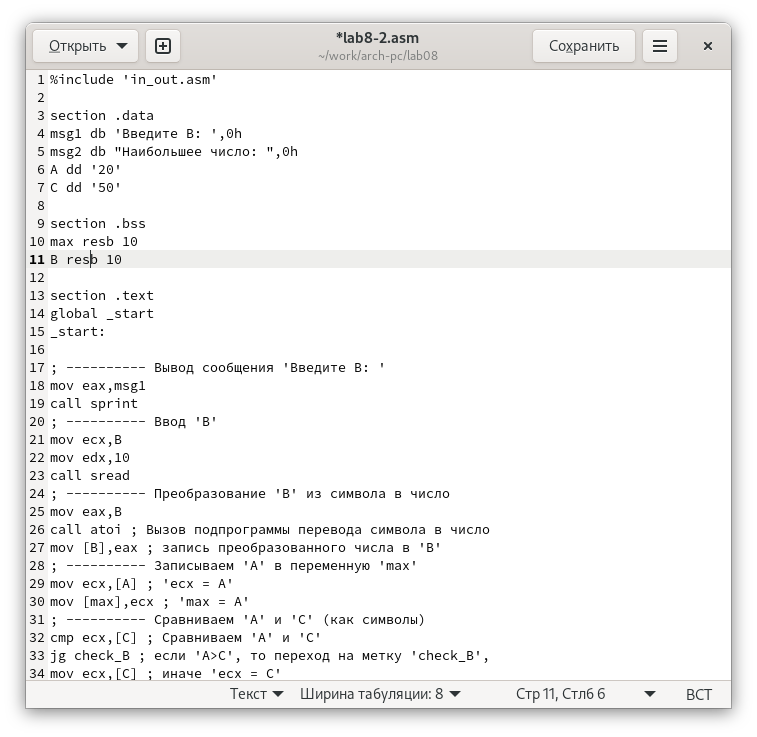 Открыть
*lab8-2.asm
~/work/arch-pc/lab08
Сохранить
1 %include 'in_out.asm'
2
3 section .data
4 msg1 db 'Введите B: ',0h
5 msg2 db "Наибольшее число: ",0h
6 A dd '20'
7 C dd '50'
8
9 section .bss
10 max resb 10
11 B resb 10
12
13 section .text
14 global _start
15 _start:
16
17 ; ---------- Вывод сообщения 'Введите B: '
18 mov eax,msg1
19 call sprint
20 ; ---------- Ввод 'B'
21 mov ecx,B
22 mov edx,10
23 call sread
24 ; ---------- Преобразование 'B' из символа в число
25 mov eax,B
26 call atoi ; Вызов подпрограммы перевода символа в число
27 mov [B],eax ; запись преобразованного числа в 'B'
28 ; ---------- Записываем 'A' в переменную 'max'
29 mov ecx,[A] ; 'ecx = A'
30 mov [max],ecx ; 'max = A'
31 ; ---------- Сравниваем 'A' и 'С' (как символы)
32 cmp ecx,[C] ; Сравниваем 'A' и 'С'
33 jg check_B ; если 'A>C', то переход на метку 'check_B',
34 mov ecx,[C] ; иначе 'ecx = C'
Текст Ширина табуляции: 8 Стр 11, Стлб 6 ВСТ